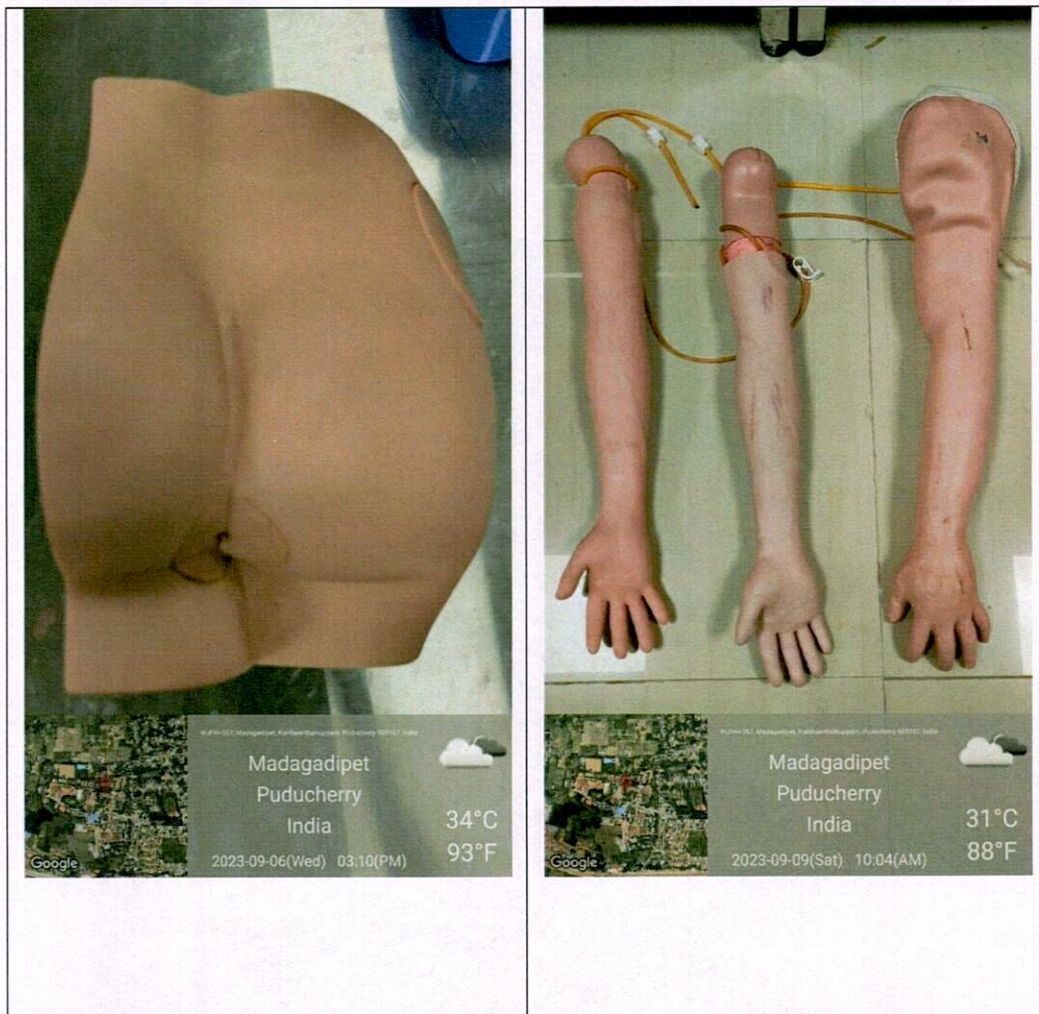 Madagadipet
Puducherry
India
34°C
93°F
2023-09-06(Wed) 03:10(PM)
Google
Madagadipet
Puducherry
India
31°C
88°F
2023-09-09(Sat) 10:04(AM)
Google